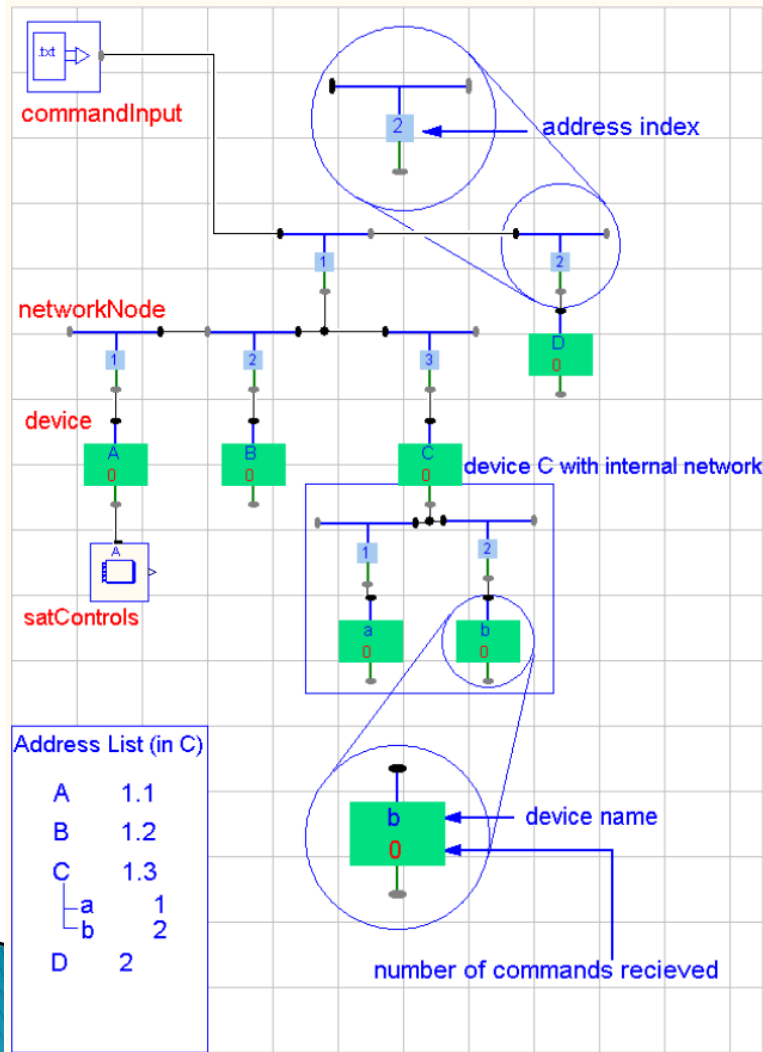 .txt
commandInput
2
address index
1
2
networkNode
D
0
1
2
3
device
A
0
B
0
C
0
device C with internal network
A
1
2
satControls
a
0
b
0
Address List (in C)
A 1.1
B 1.2
C 1.3
a 1
b 2
D 2
b
0
device name
number of commands recieved